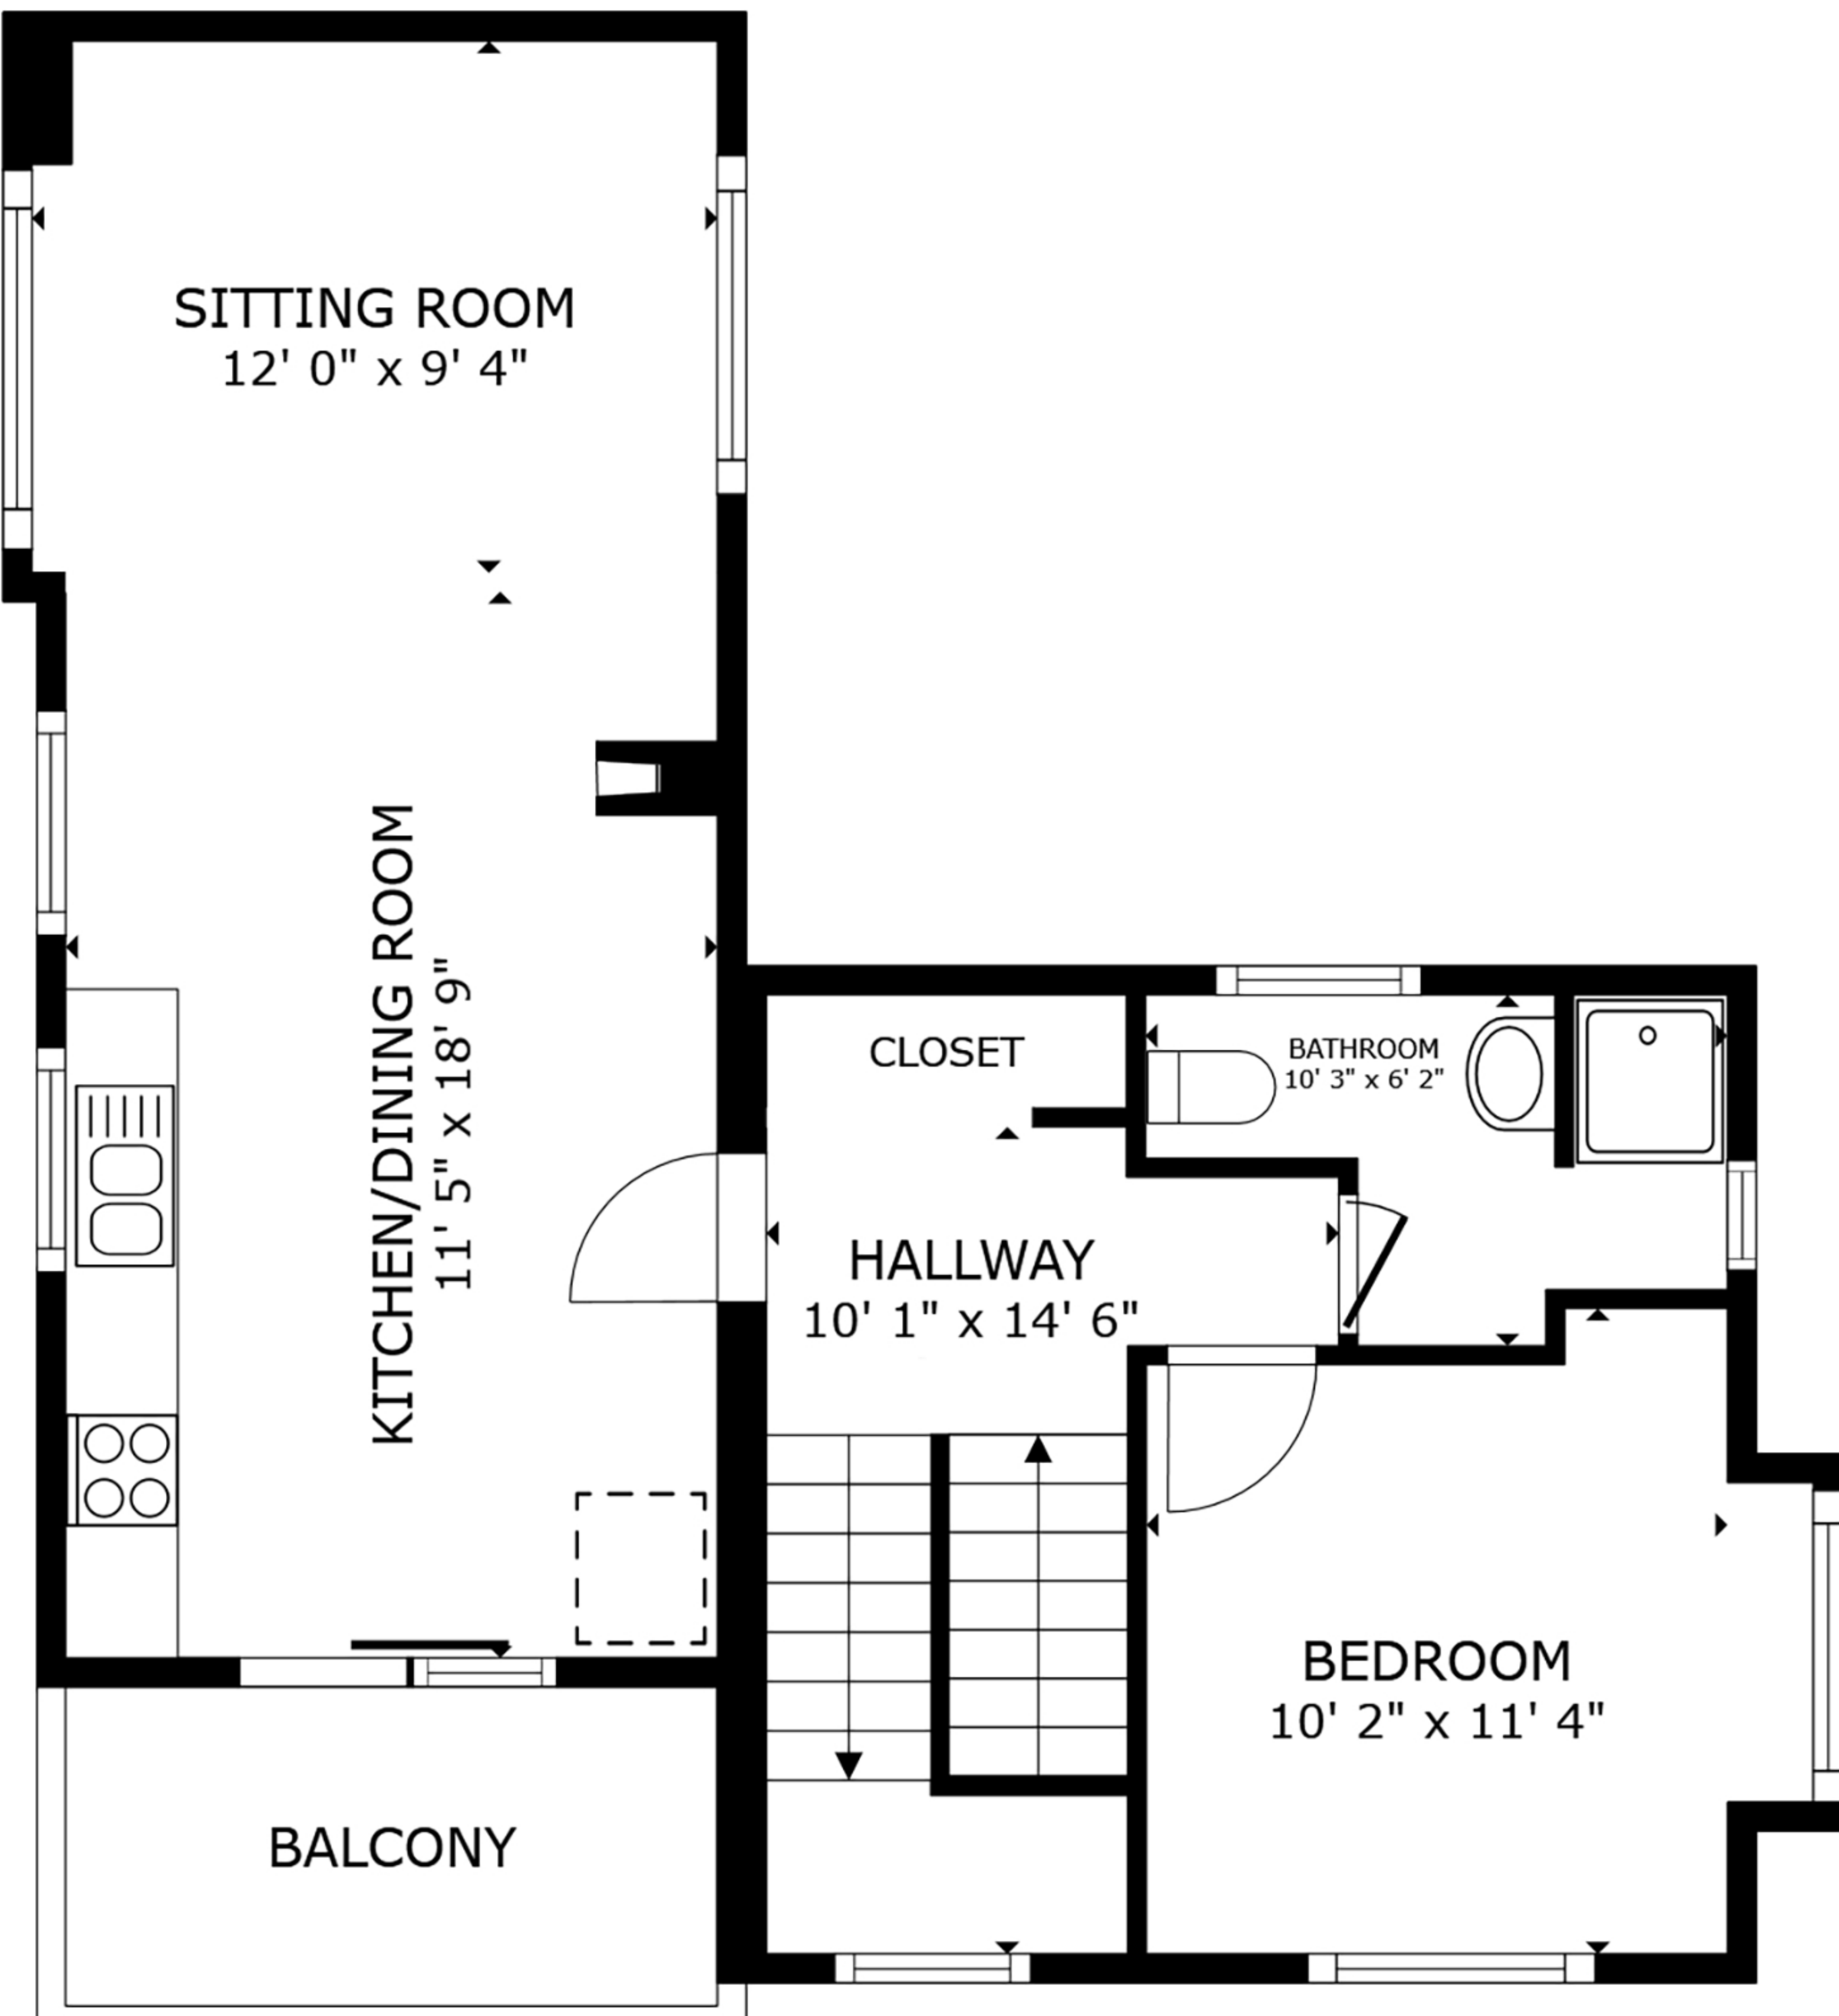 SITTING ROOM
12' 0" x 9' 4"
KITCHEN/DINING ROOM
11' 5" x 18' 9"
CLOSET
BATHROOM
10' 3" x 6' 2"
HALLWAY
10' 1" x 14' 6"
BEDROOM
10' 2" x 11' 4"
BALCONY